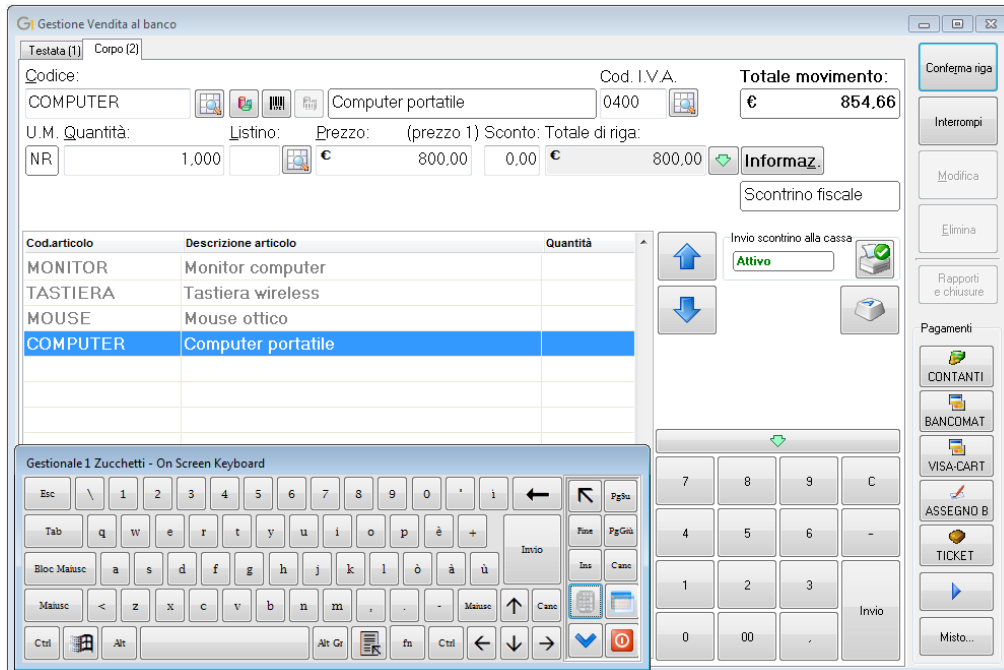 Gestione Vendita al banco
Testata (1) Corpo (2)
Codice: Cod. I.V.A. Totale movimento:
COMPUTER Computer portatile 0400 € 854,66
U.M. Quantità: Listino: Prezzo: (prezzo 1) Sconto: Totale di riga:
NR 1,000 € 800,00 0,00 € 800,00 Informaz.
Scontrino fiscale
Cod.articolo Descrizione articolo Quantità
MONITOR Monitor computer
TASTIERA Tastiera wireless
MOUSE Mouse ottico
COMPUTER Computer portatile
Invio scontrino alla cassa
Attivo
Conferma riga
Interrompi
Modifica
Elimina
Rapporti
e chiusure
Pagamenti
CONTANTI
BANCOMAT
VISA-CART
ASSEGNO B
TICKET
Misto...
Gestionale 1 Zucchetti - On Screen Keyboard
Esc \ 1 2 3 4 5 6 7 8 9 0 ' ì PgSu
Tab q w e r t y u i o p è + Invio Fine PgGiù
Bloc Maiusc a s d f g h j k l ò à ù Ins Canc
Maiusc < z x c v b n m , . - Maiusc Canc
Ctrl Alt Alt Gr fn Ctrl
7 8 9 C
4 5 6 -
1 2 3 Invio
0 00 ,